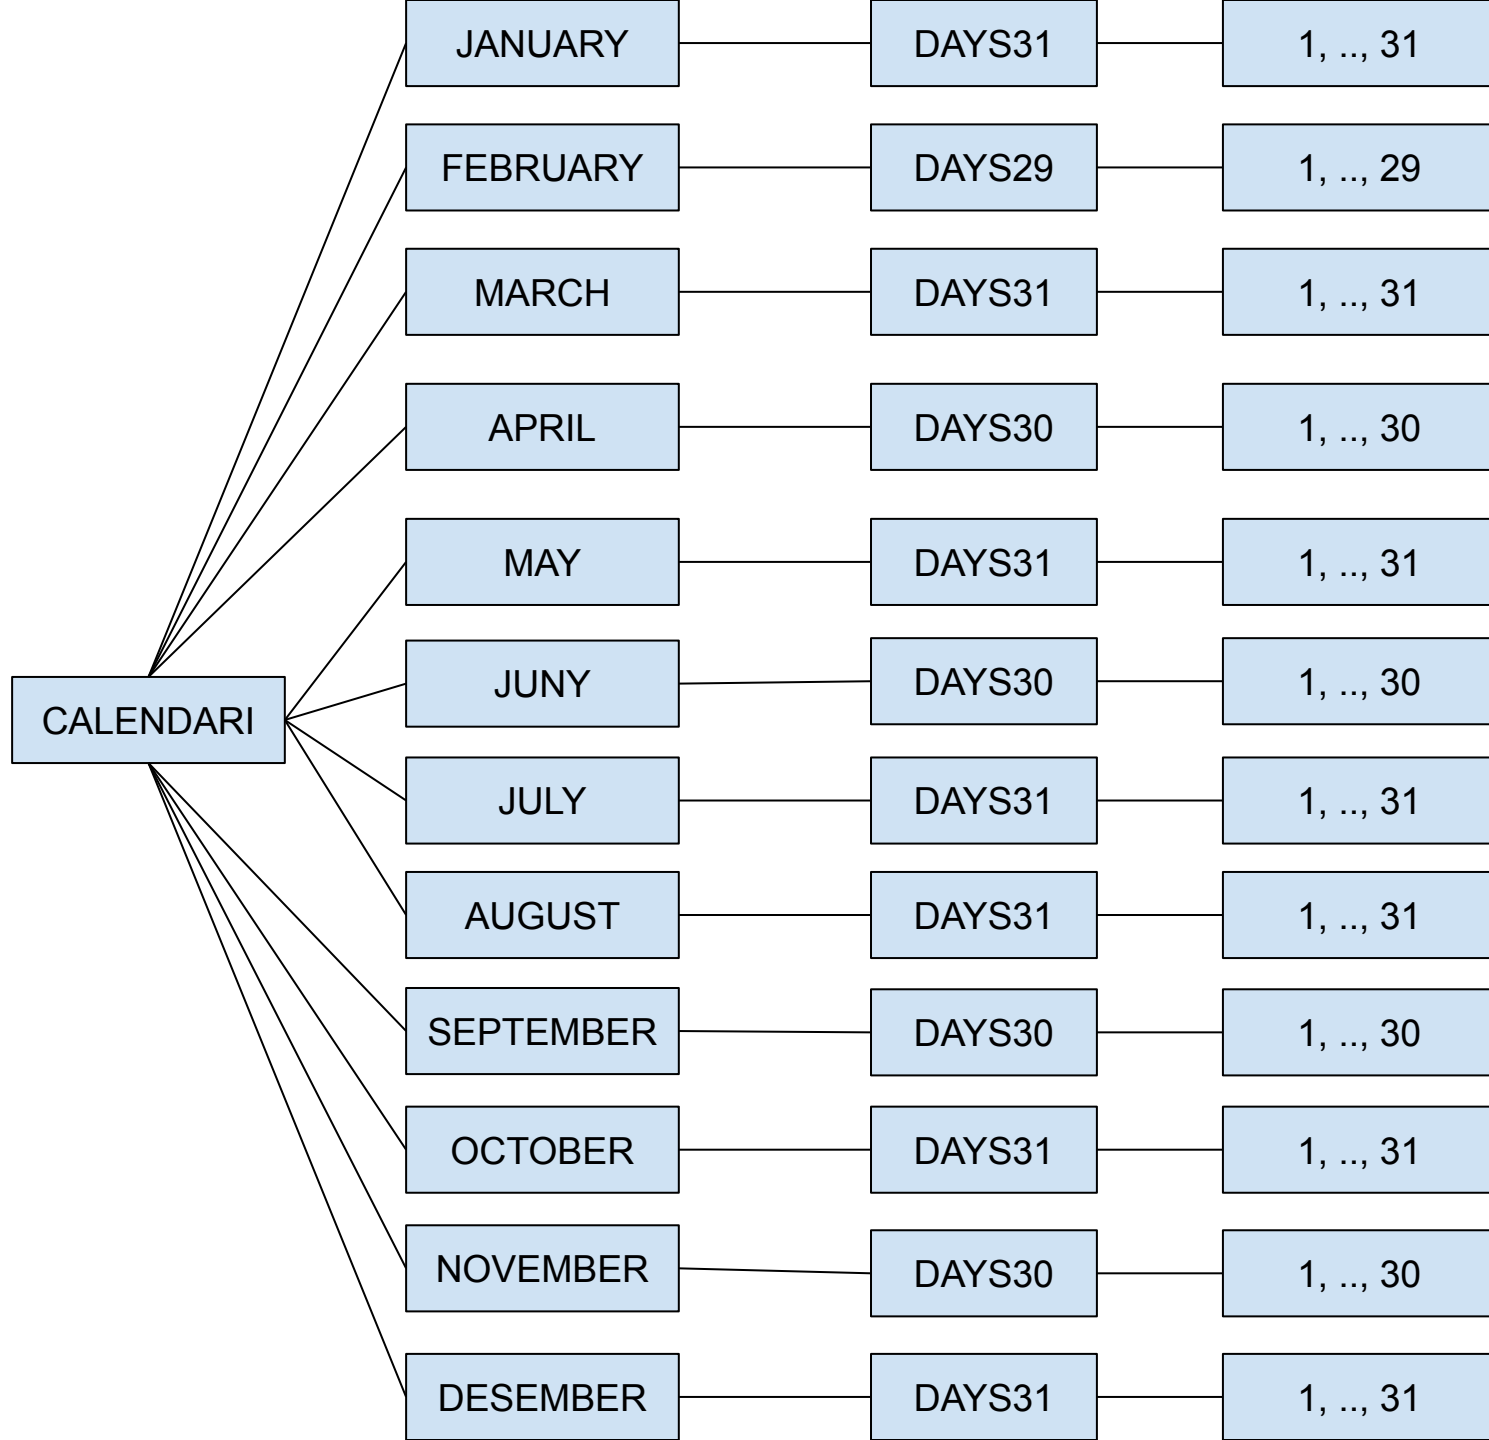 JANUARY DAYS31 1, .., 31
FEBRUARY DAYS29 1, .., 29
MARCH DAYS31 1, .., 31
APRIL DAYS30 1, .., 30
MAY DAYS31 1, .., 31
JUNY DAYS30 1, .., 30
CALENDARI
JULY DAYS31 1, .., 31
AUGUST DAYS31 1, .., 31
SEPTEMBER DAYS30 1, .., 30
OCTOBER DAYS31 1, .., 31
NOVEMBER DAYS30 1, .., 30
DESEMBER DAYS31 1, .., 31